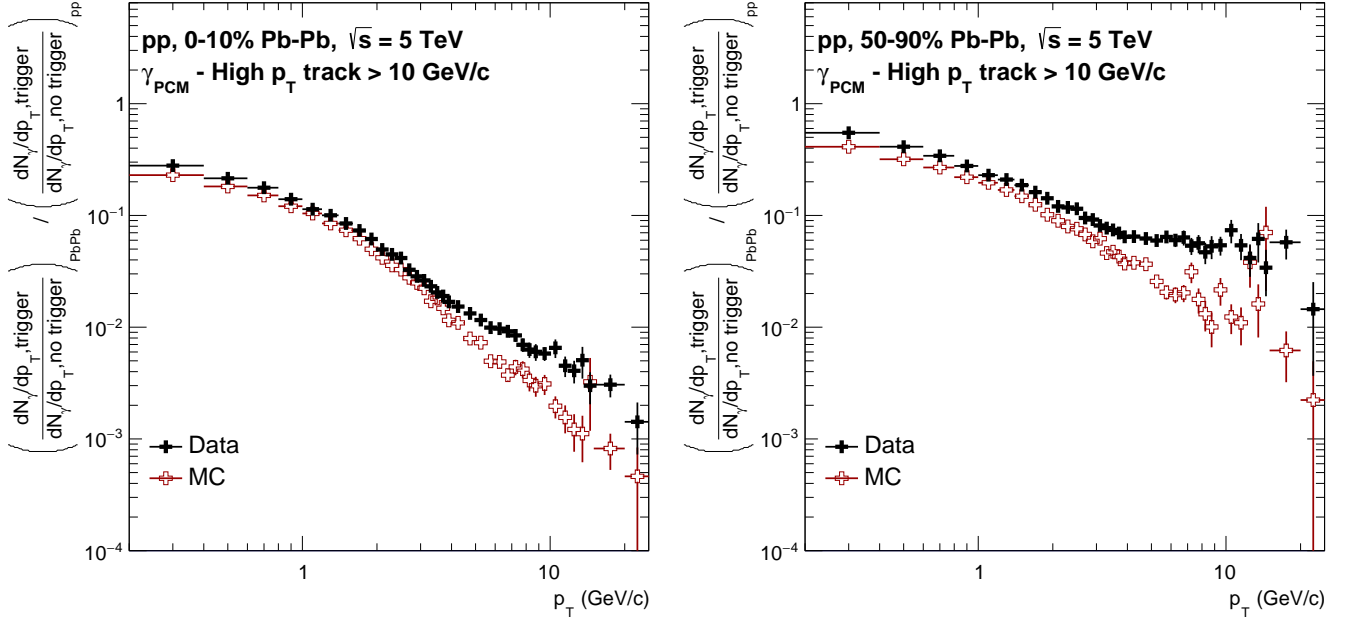 pp, 0-10% Pb-Pb, √s = 5 TeV
γPCM - High pT track > 10 GeV/c
(dNγ/dpT,trigger / dNγ/dpT,no trigger)PbPb / (dNγ/dpT,trigger / dNγ/dpT,no trigger)pp
1
10⁻¹
10⁻²
10⁻³
10⁻⁴
Data
MC
1 10
pT (GeV/c)
pp, 50-90% Pb-Pb, √s = 5 TeV
γPCM - High pT track > 10 GeV/c
(dNγ/dpT,trigger / dNγ/dpT,no trigger)PbPb / (dNγ/dpT,trigger / dNγ/dpT,no trigger)pp
1
10⁻¹
10⁻²
10⁻³
10⁻⁴
Data
MC
1 10
pT (GeV/c)